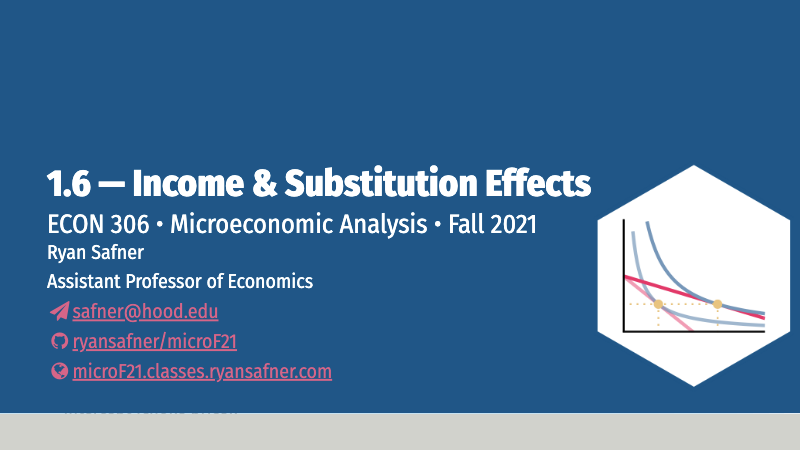 1.6 — Income & Substitution Effects
ECON 306 • Microeconomic Analysis • Fall 2021
Ryan Safner
Assistant Professor of Economics
safner@hood.edu
ryansafner/microF21
microF21.classes.ryansafner.com